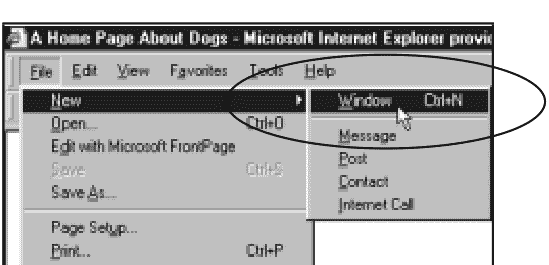 A Home Page About Dogs - Microsoft Internet Explorer provi
File Edit View Favorites Tools Help
New
Window Ctrl+N
Open... Ctrl+O
Message
Edit with Microsoft FrontPage
Post
Save Ctrl+S
Contact
Save As...
Internet Call
Page Setup...
Print... Ctrl+P